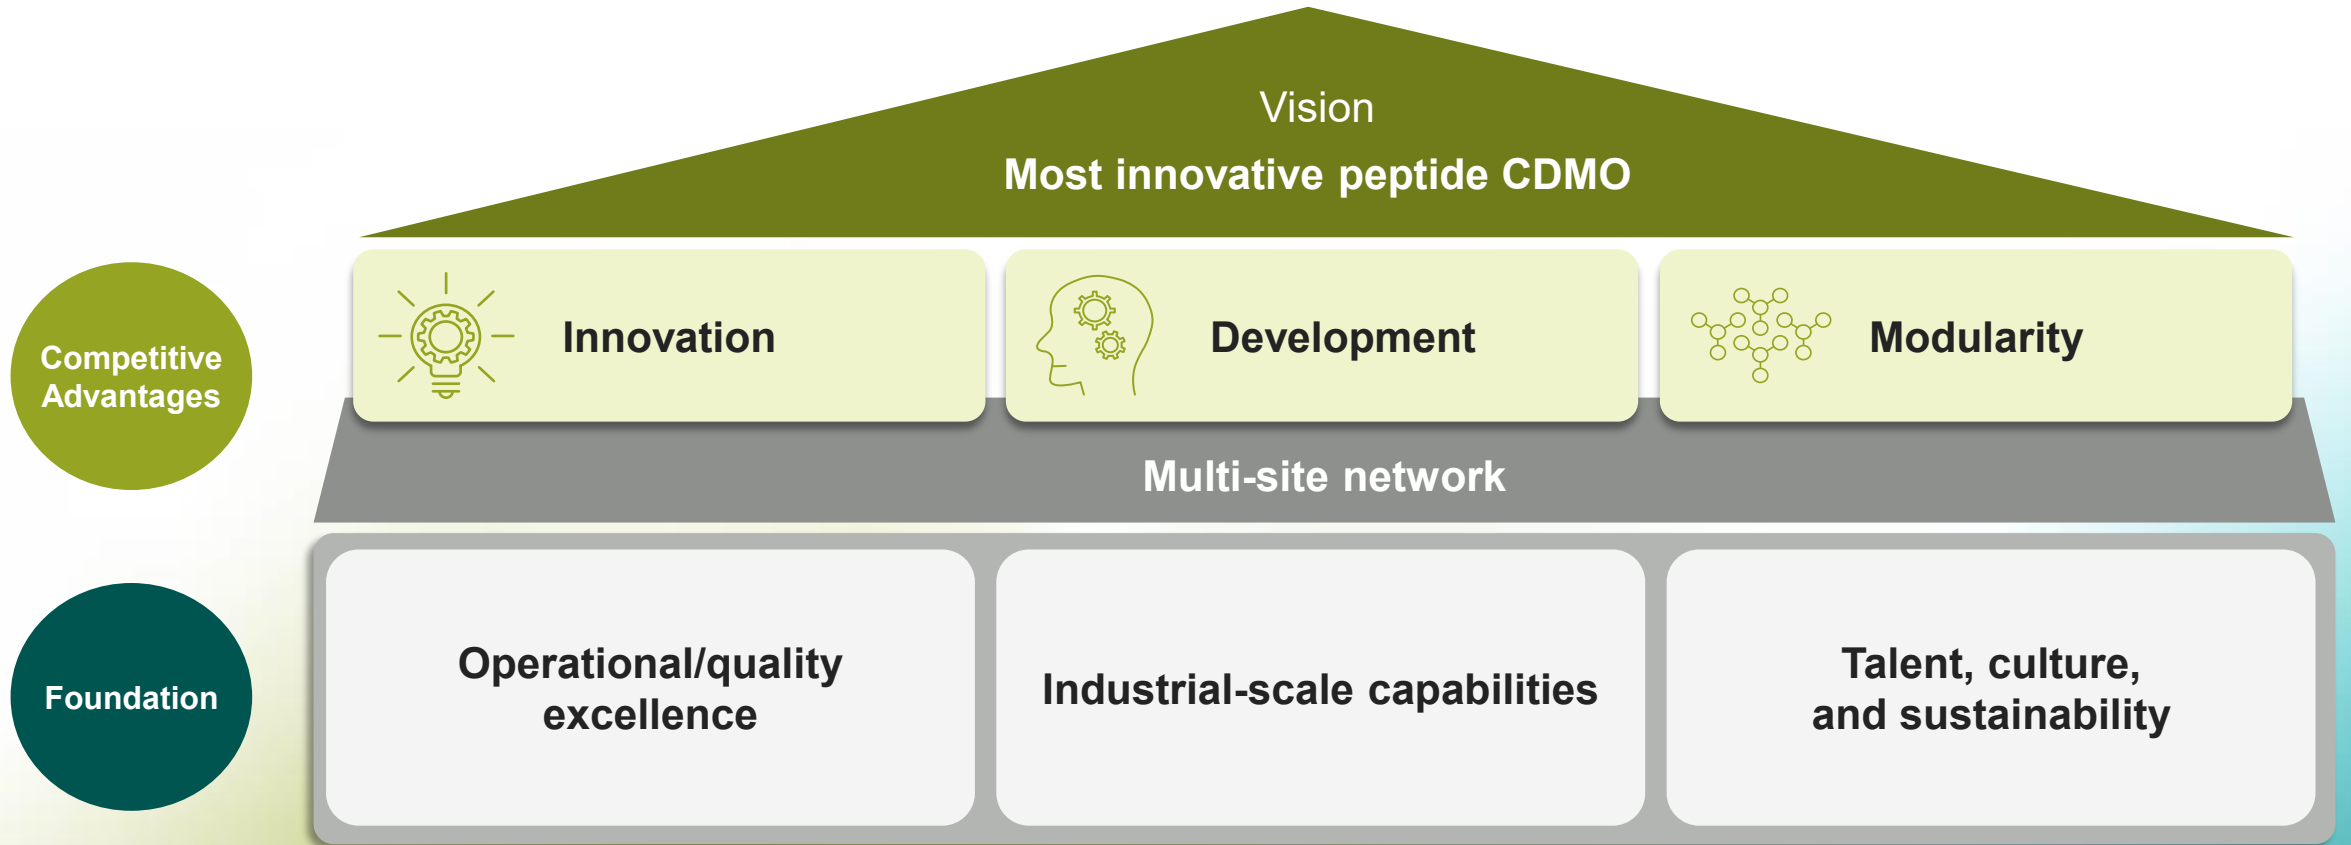 Vision
Most innovative peptide CDMO
Competitive
Advantages
Innovation
Development
Modularity
Multi-site network
Foundation
Operational/quality
excellence
Industrial-scale capabilities
Talent, culture,
and sustainability